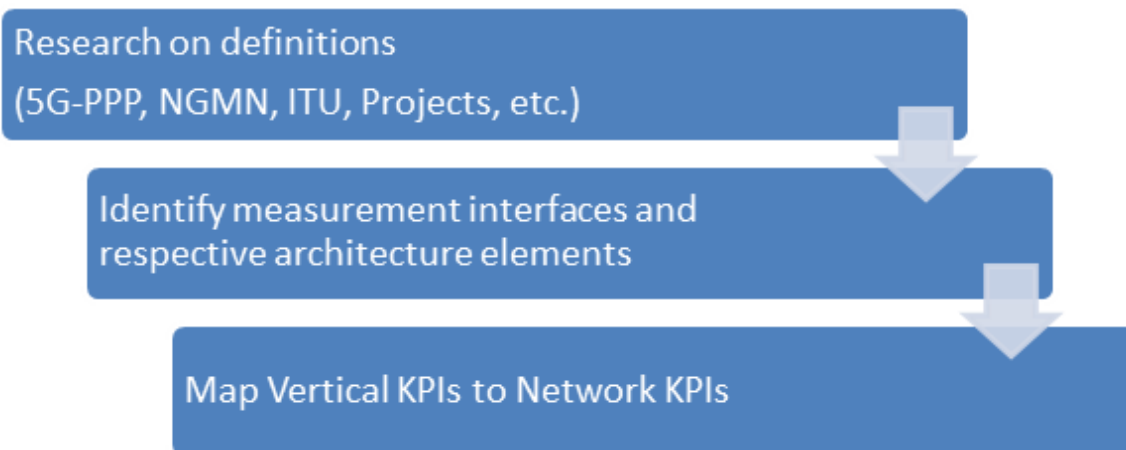 Research on definitions
(5G-PPP, NGMN, ITU, Projects, etc.)
Identify measurement interfaces and
respective architecture elements
Map Vertical KPIs to Network KPIs